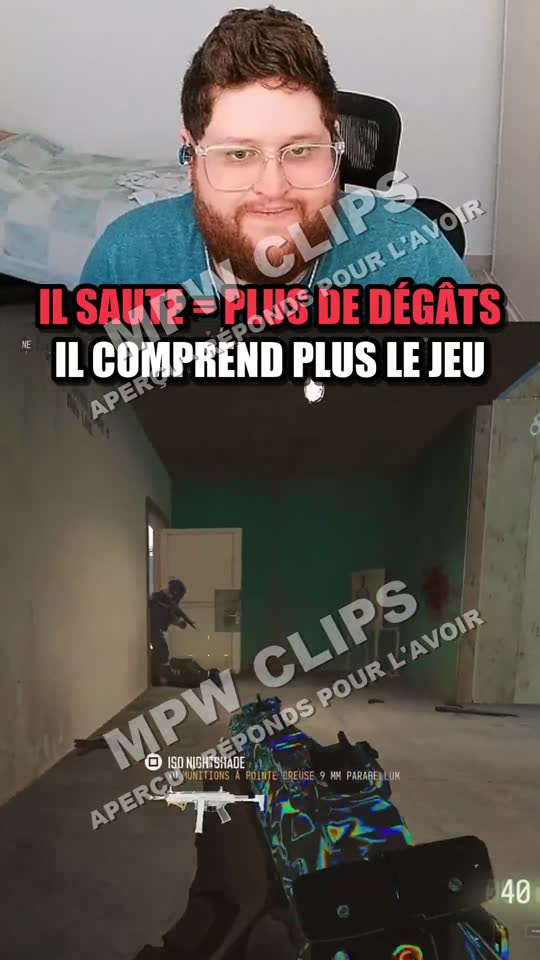 MPW CLIPS
APERÇU - RÉPONDS POUR L'AVOIR
IL SAUTE = PLUS DE DÉGÂTS
IL COMPREND PLUS LE JEU
NE
MPW CLIPS
APERÇU - RÉPONDS POUR L'AVOIR
ISO NIGHTSHADE
MUNITIONS À POINTE CREUSE 9 MM PARABELLUM
40